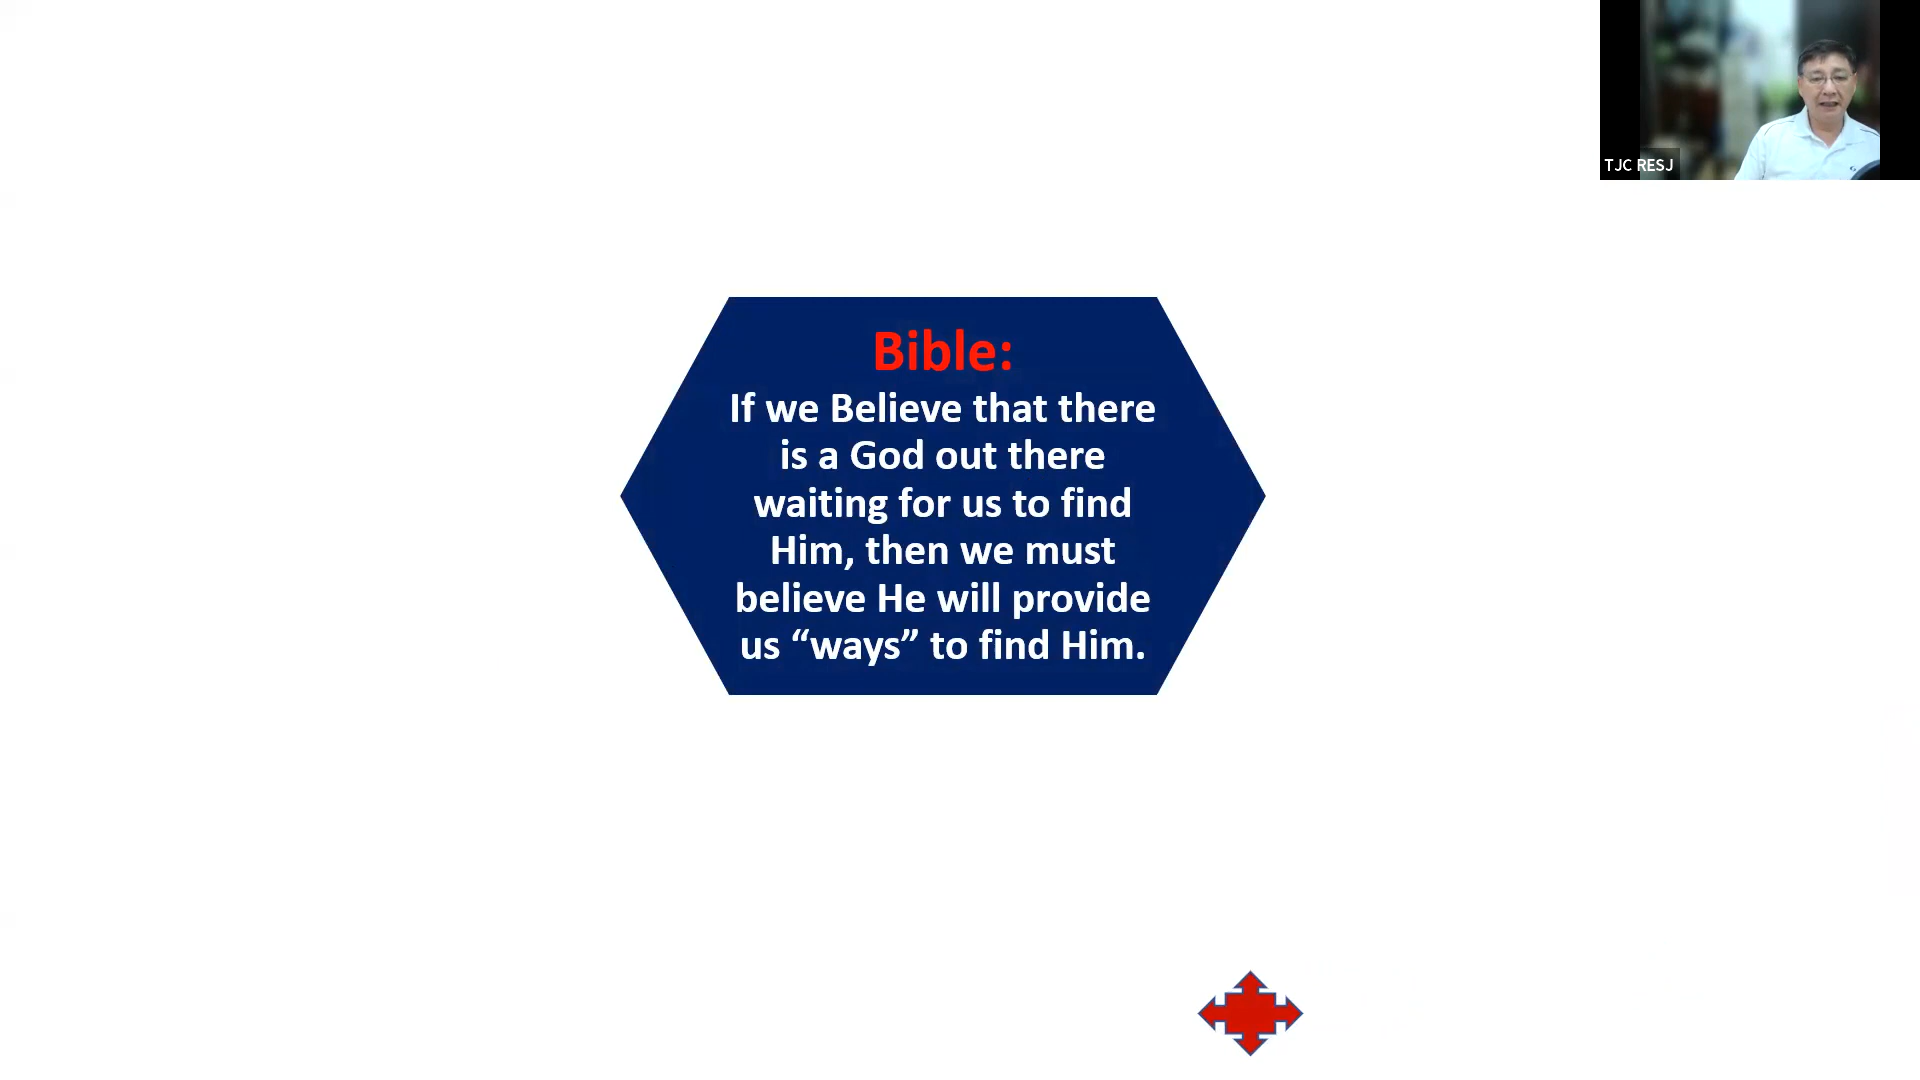 TJC RESJ
Bible:
If we Believe that there
is a God out there
waiting for us to find
Him, then we must
believe He will provide
us “ways” to find Him.